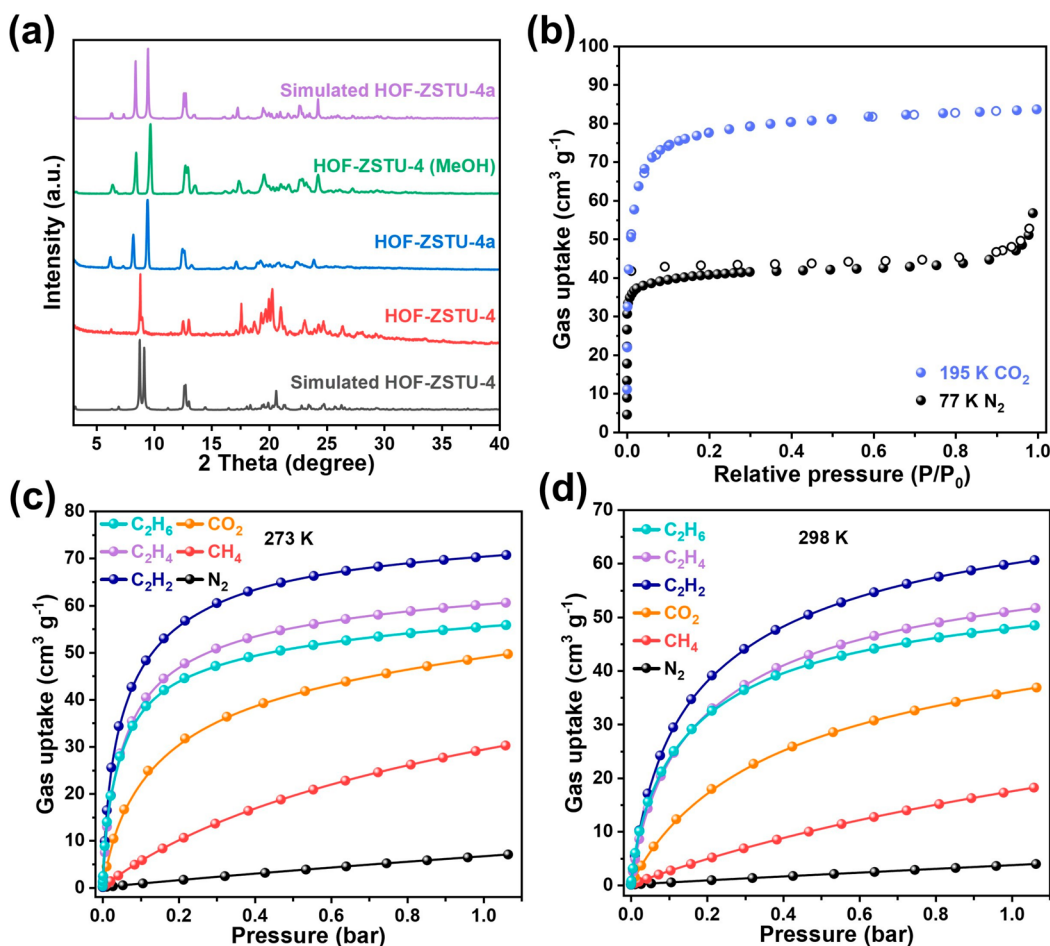 (a)
Simulated HOF-ZSTU-4a
HOF-ZSTU-4 (MeOH)
HOF-ZSTU-4a
HOF-ZSTU-4
Simulated HOF-ZSTU-4
Intensity (a.u.)
5 10 15 20 25 30 35 40
2 Theta (degree)
(b)
100
90
80
70
60
50
40
30
20
10
0
Gas uptake (cm³ g⁻¹)
195 K CO₂
77 K N₂
0.0 0.2 0.4 0.6 0.8 1.0
Relative pressure (P/P₀)
(c)
80
70
60
50
40
30
20
10
0
Gas uptake (cm³ g⁻¹)
C₂H₆ CO₂
C₂H₄ CH₄
C₂H₂ N₂
273 K
0.0 0.2 0.4 0.6 0.8 1.0
Pressure (bar)
(d)
70
60
50
40
30
20
10
0
Gas uptake (cm³ g⁻¹)
C₂H₆
C₂H₄
C₂H₂
CO₂
CH₄
N₂
298 K
0.0 0.2 0.4 0.6 0.8 1.0
Pressure (bar)